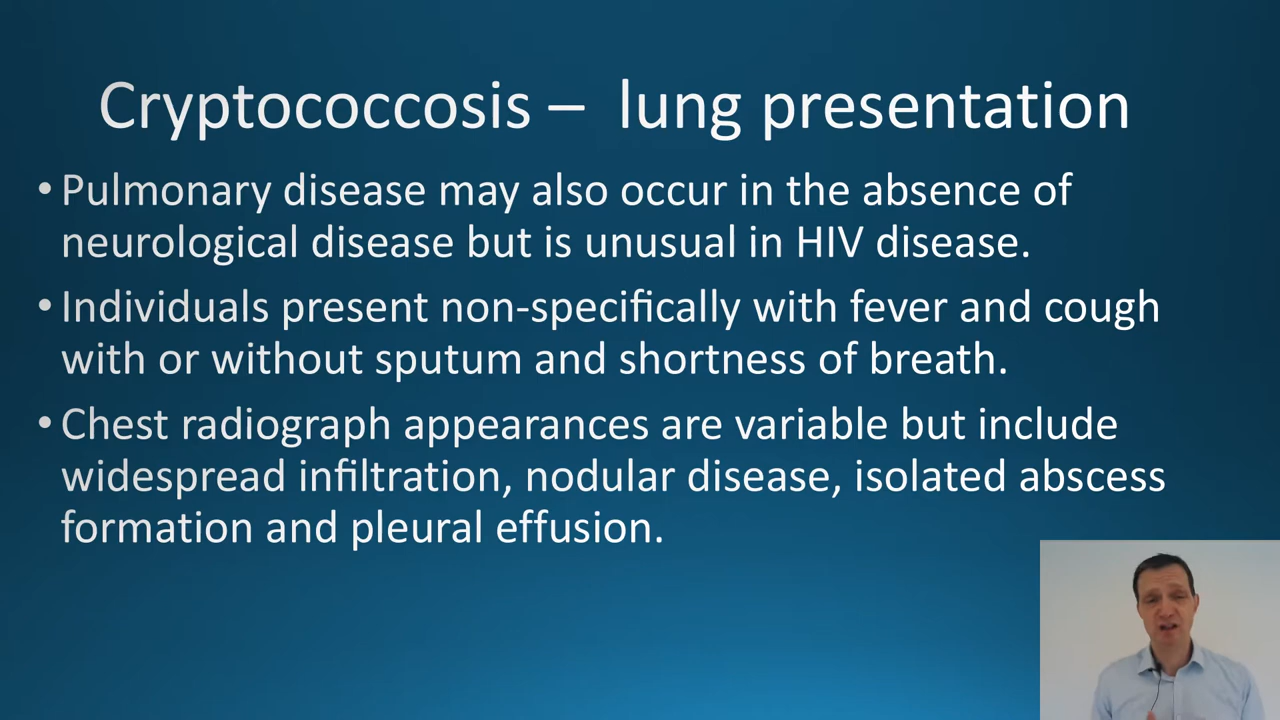 Cryptococcosis – lung presentation
• Pulmonary disease may also occur in the absence of
neurological disease but is unusual in HIV disease.
• Individuals present non-specifically with fever and cough
with or without sputum and shortness of breath.
• Chest radiograph appearances are variable but include
widespread infiltration, nodular disease, isolated abscess
formation and pleural effusion.